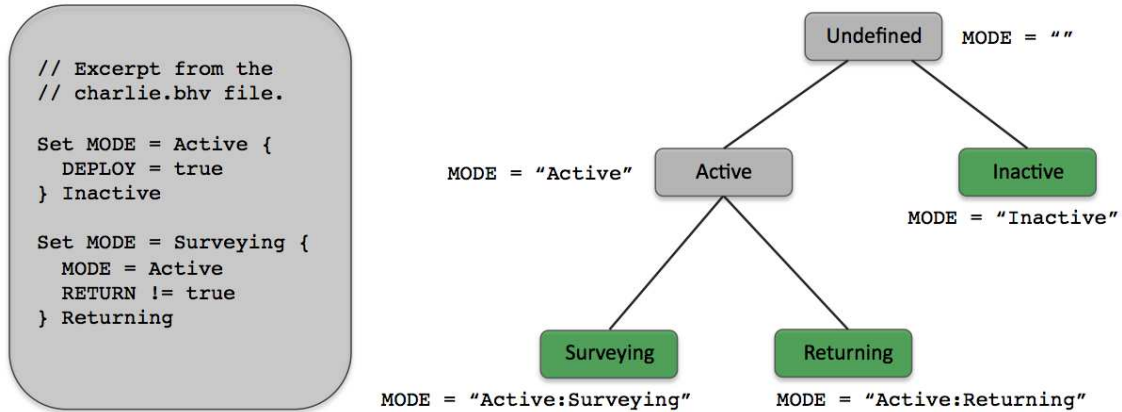 // Excerpt from the
// charlie.bhv file.
Set MODE = Active {
  DEPLOY = true
} Inactive
Set MODE = Surveying {
  MODE = Active
  RETURN != true
} Returning
Undefined
MODE = “”
MODE = “Active”
Active
Inactive
MODE = “Inactive”
Surveying
Returning
MODE = “Active:Surveying”
MODE = “Active:Returning”